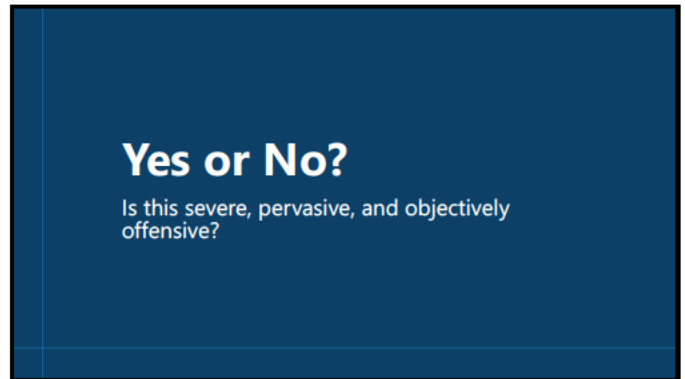 Yes or No?
Is this severe, pervasive, and objectively
offensive?